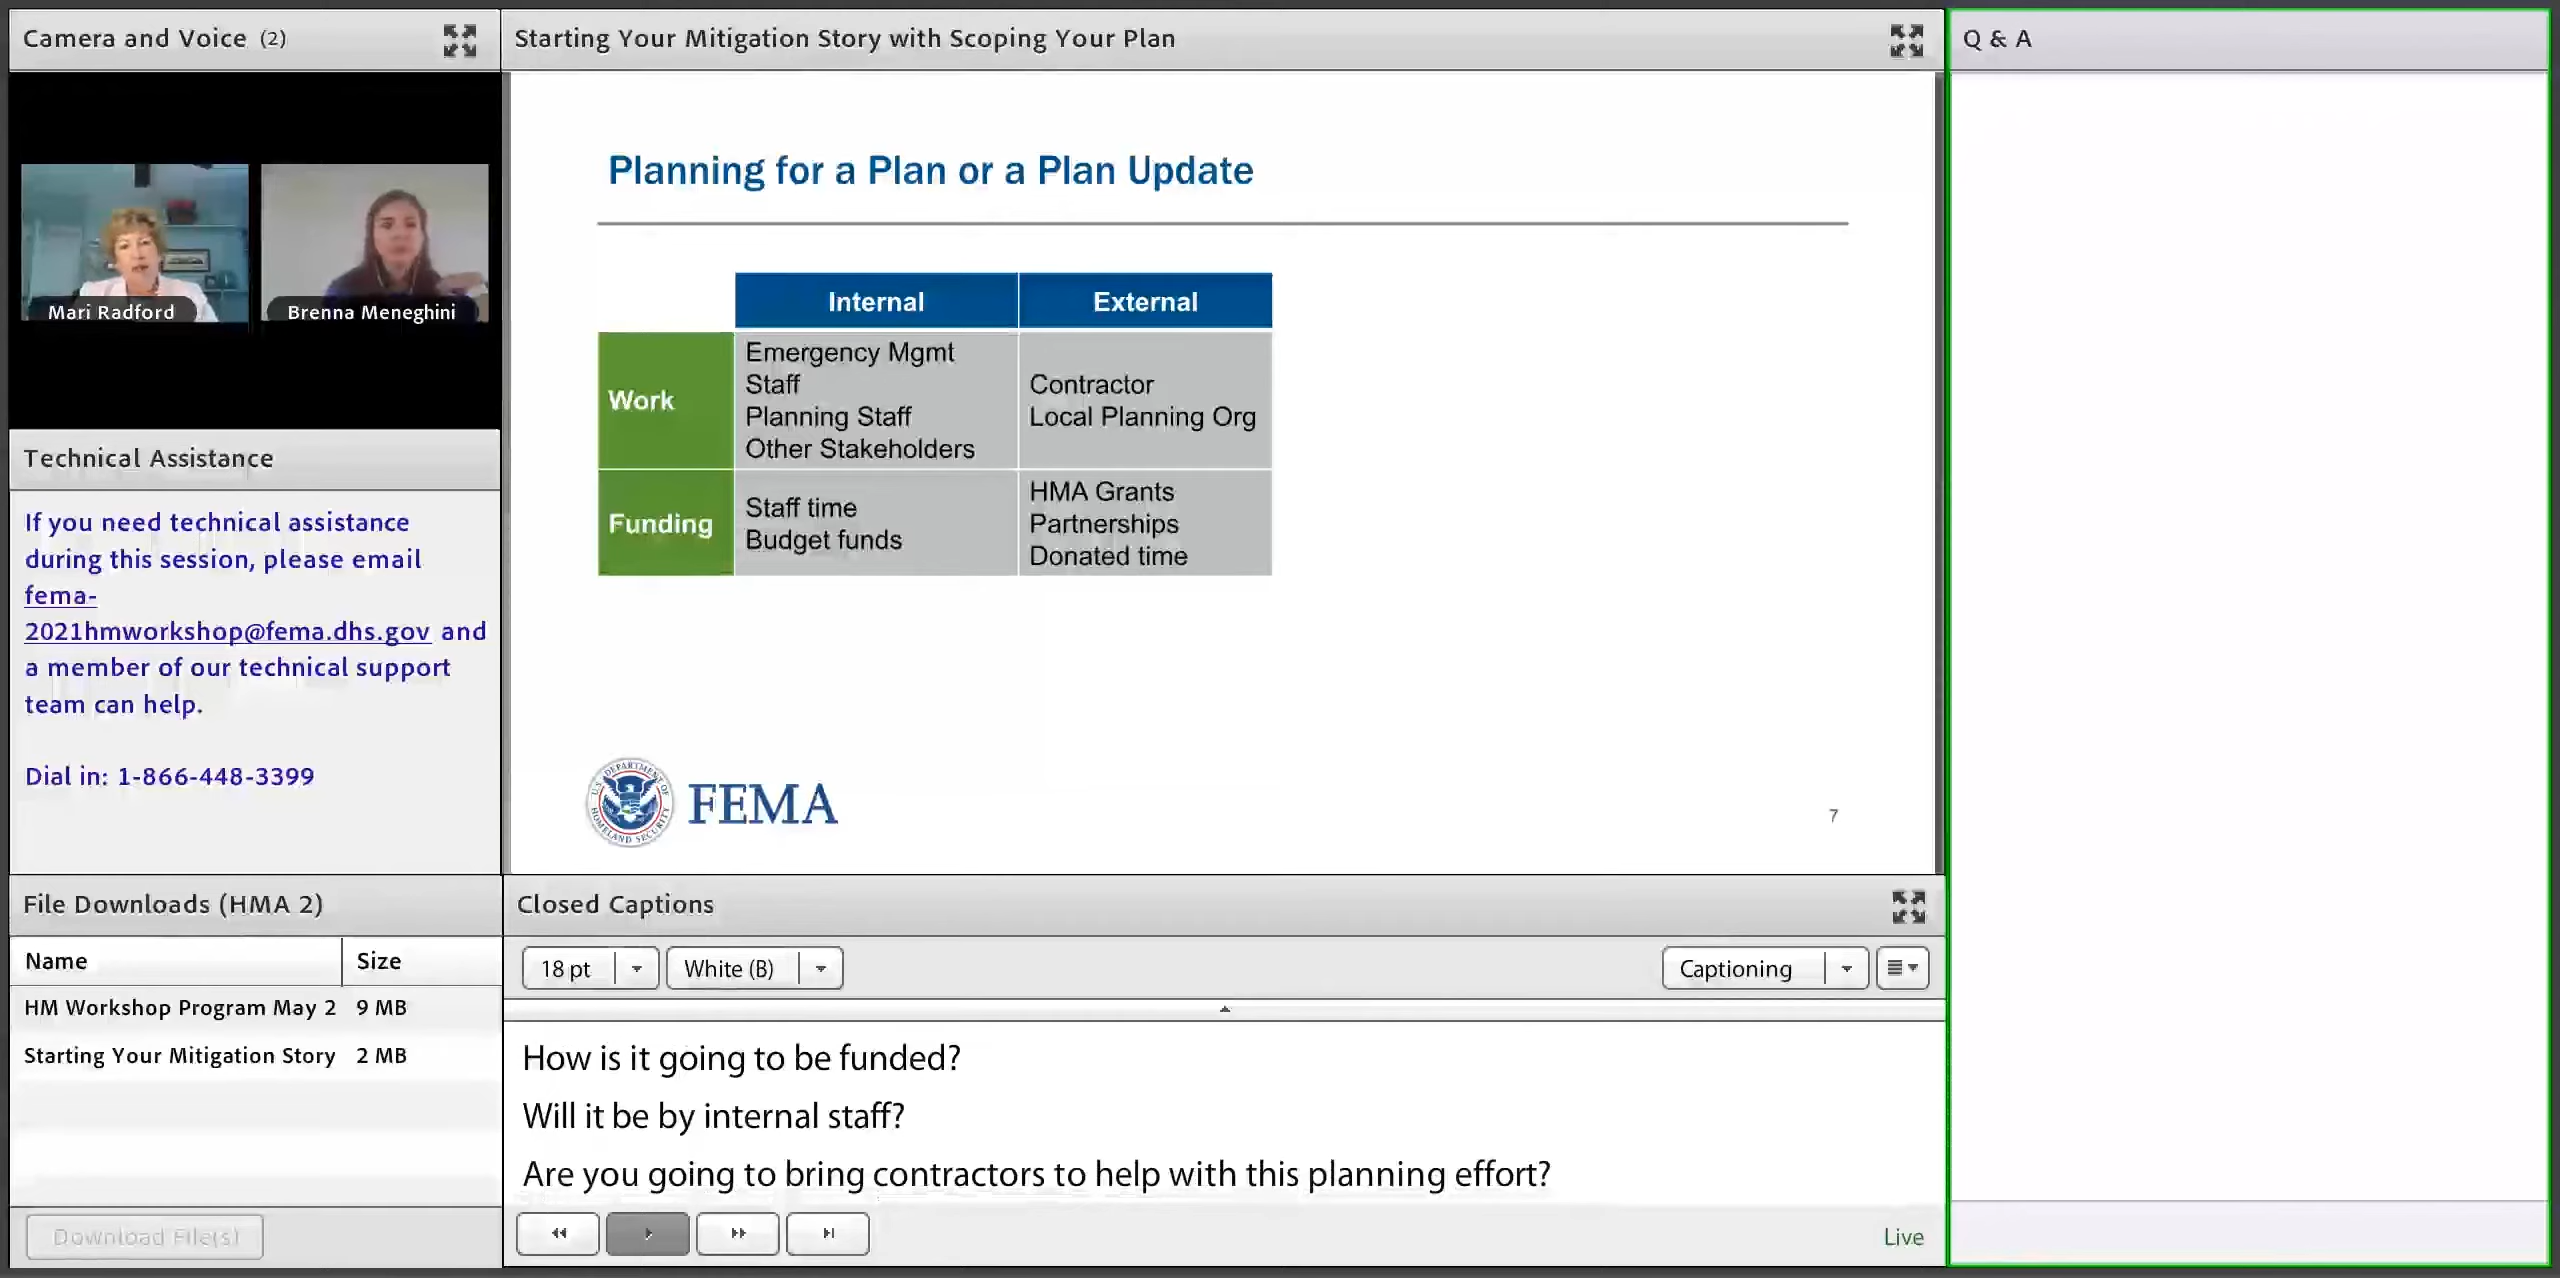 Camera and Voice (2)
Mari Radford
Brenna Meneghini
Technical Assistance
If you need technical assistance
during this session, please email
fema-
2021hmworkshop@fema.dhs.gov and
a member of our technical support
team can help.
Dial in: 1-866-448-3399
File Downloads (HMA 2)
Name Size
HM Workshop Program May 2 9 MB
Starting Your Mitigation Story 2 MB
Download File(s)
Starting Your Mitigation Story with Scoping Your Plan
Planning for a Plan or a Plan Update
Internal External
Work
Emergency Mgmt
Staff
Planning Staff
Other Stakeholders
Contractor
Local Planning Org
Funding
Staff time
Budget funds
HMA Grants
Partnerships
Donated time
U.S. DEPARTMENT OF
HOMELAND SECURITY
FEMA
7
Closed Captions
18 pt White (B) Captioning
How is it going to be funded?
Will it be by internal staff?
Are you going to bring contractors to help with this planning effort?
Live
Q & A